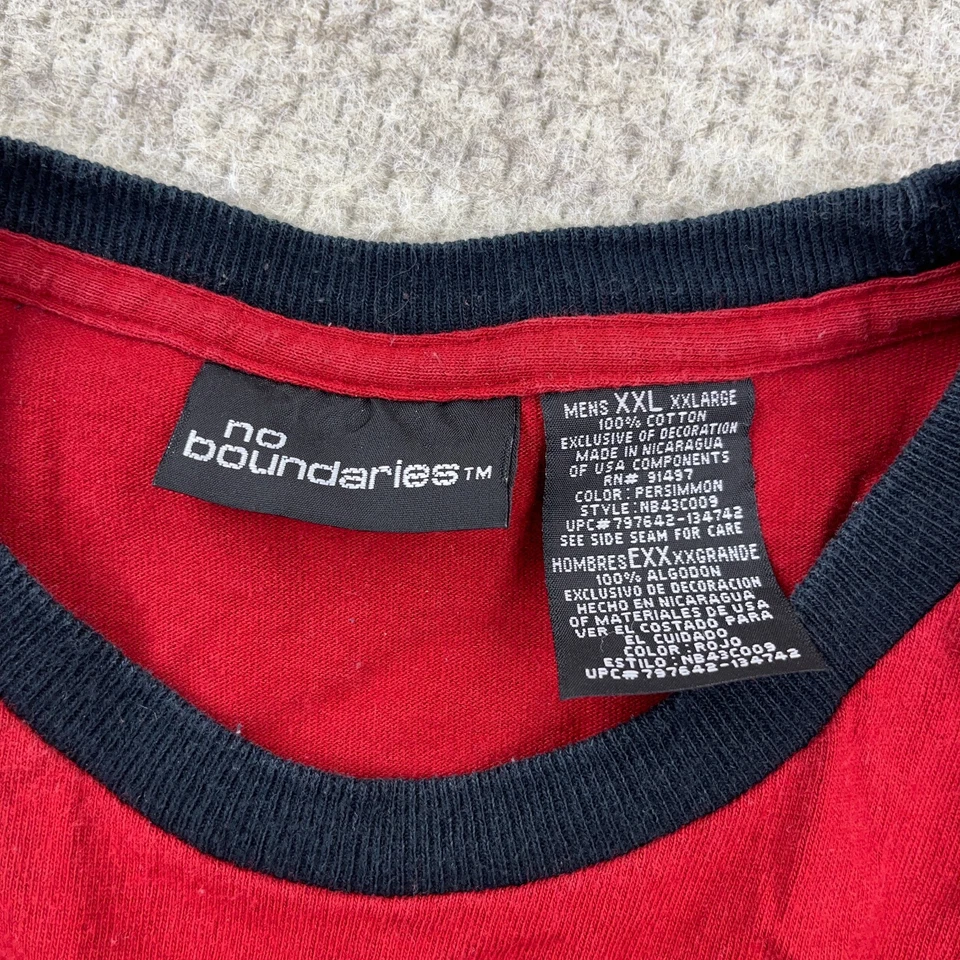 no
boundaries™
MENS XXL XXLARGE
100% COTTON
EXCLUSIVE OF DECORATION
MADE IN NICARAGUA
OF USA COMPONENTS
RN# 91497
COLOR: PERSIMMON
STYLE: NB43C009
UPC# 797642-134742
SEE SIDE SEAM FOR CARE
HOMBRES EXX XXGRANDE
100% ALGODON
EXCLUSIVO DE DECORACION
HECHO EN NICARAGUA
OF MATERIALES DE USA
VER EL COSTADO PARA
EL CUIDADO
COLOR: ROJO
ESTILO: NB43C009
UPC# 797642-134742